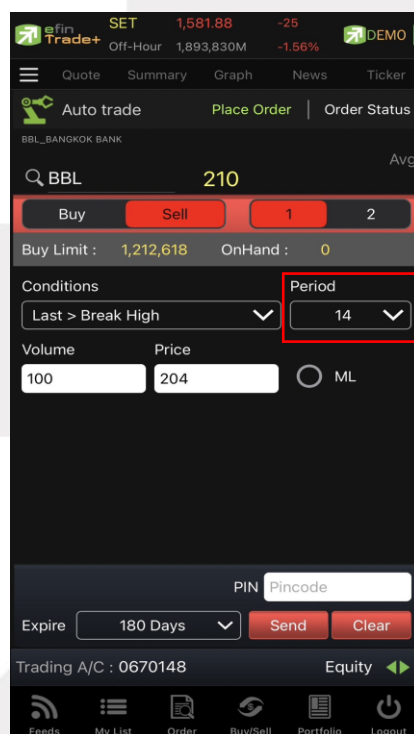 efin Trade+ SET 1,581.88 -25 DEMO
Off-Hour 1,893,830M -1.56%
Quote Summary Graph News Ticker
Auto trade Place Order | Order Status
BBL_BANGKOK BANK
Avg
BBL 210
Buy Sell 1 2
Buy Limit : 1,212,618 OnHand : 0
Conditions Period
Last > Break High 14
Volume Price
100 204 ML
PIN Pincode
Expire 180 Days Send Clear
Trading A/C : 0670148 Equity
Feeds My List Order Buy/Sell Portfolio Logout